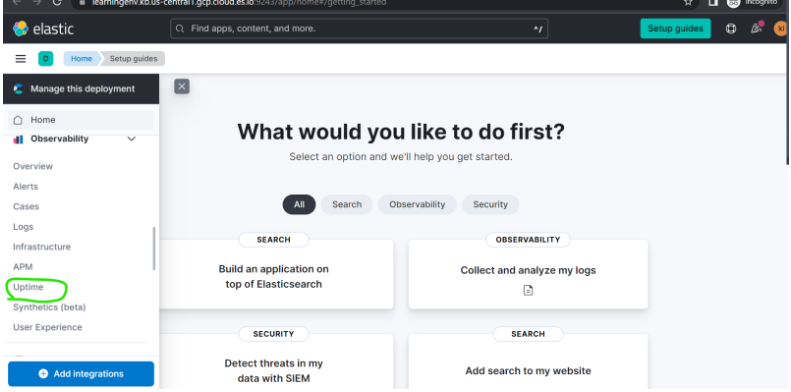 learningenv.kb.us-central1.gcp.cloud.es.io:9243/app/home#/getting_started
Incognito
elastic
Find apps, content, and more.
^/
Setup guides
kl
D
Home
Setup guides
Manage this deployment
Home
Observability
Overview
Alerts
Cases
Logs
Infrastructure
APM
Uptime
Synthetics (beta)
User Experience
Add integrations
What would you like to do first?
Select an option and we'll help you get started.
All
Search
Observability
Security
SEARCH
Build an application on
top of Elasticsearch
OBSERVABILITY
Collect and analyze my logs
SECURITY
Detect threats in my
data with SIEM
SEARCH
Add search to my website